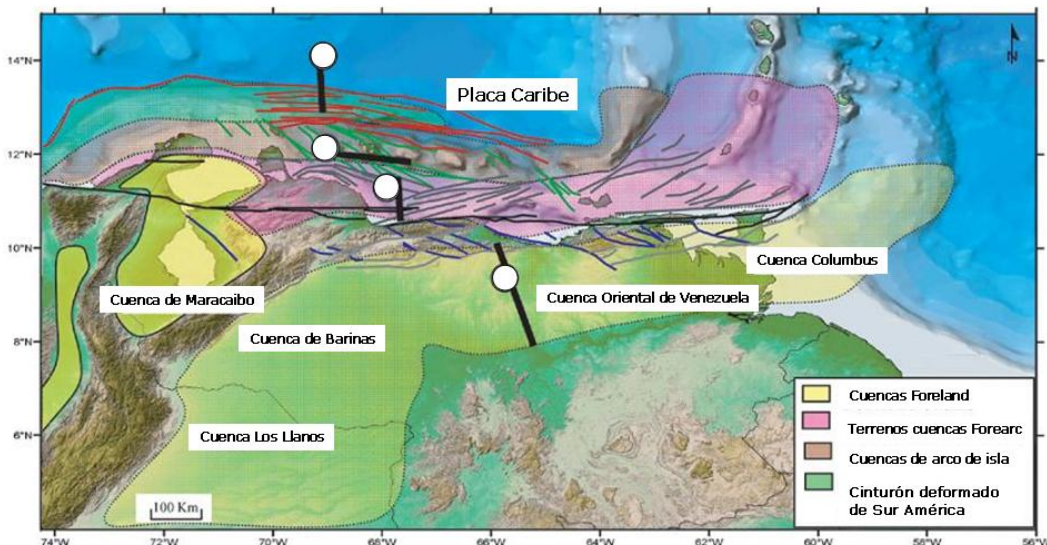 14°N
Placa Caribe
N
12°N
10°N
Cuenca Columbus
Cuenca de Maracaibo
Cuenca Oriental de Venezuela
Cuenca de Barinas
8°N
Cuencas Foreland
6°N
Terrenos cuencas Forearc
Cuenca Los Llanos
Cuencas de arco de isla
Cinturón deformado
de Sur América
100 Km
74°W
72°W
70°W
68°W
66°W
64°W
62°W
60°W
58°W
56°W